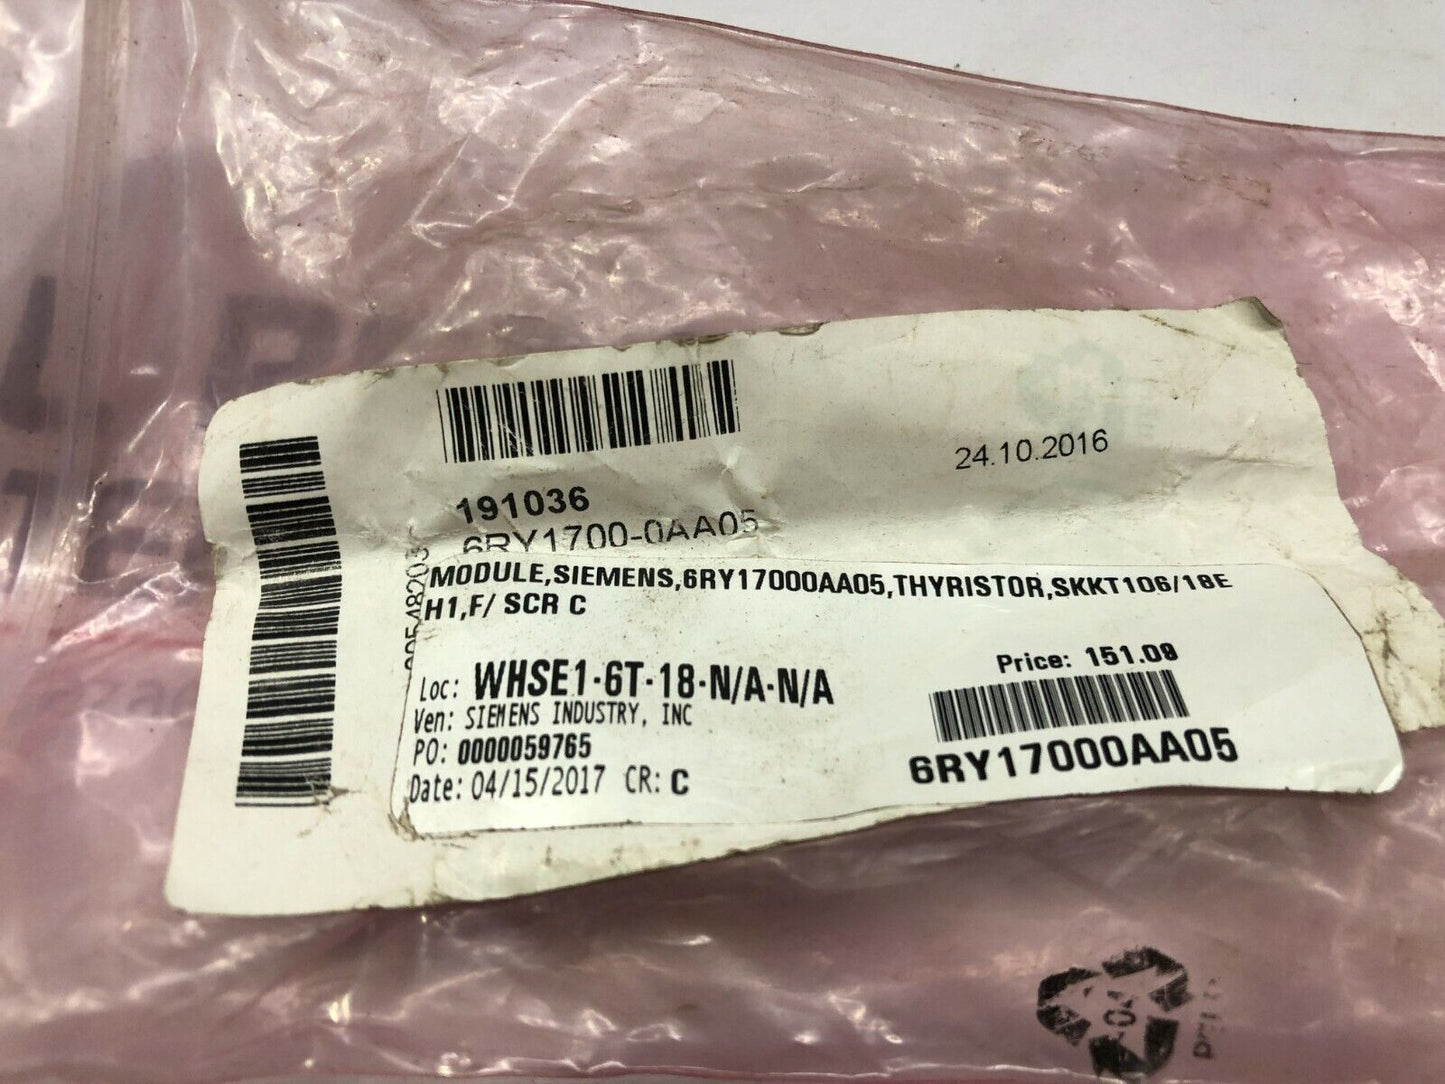 24.10.2016
191036
6RY1700-0AA05
MODULE,SIEMENS,6RY17000AA05,THYRISTOR,SKKT106/18E
H1,F/ SCR C
Loc: WHSE1-6T-18-N/A-N/A
Price: 151.09
Ven: SIEMENS INDUSTRY, INC
PO: 0000059765
6RY17000AA05
Date: 04/15/2017 CR: C
04